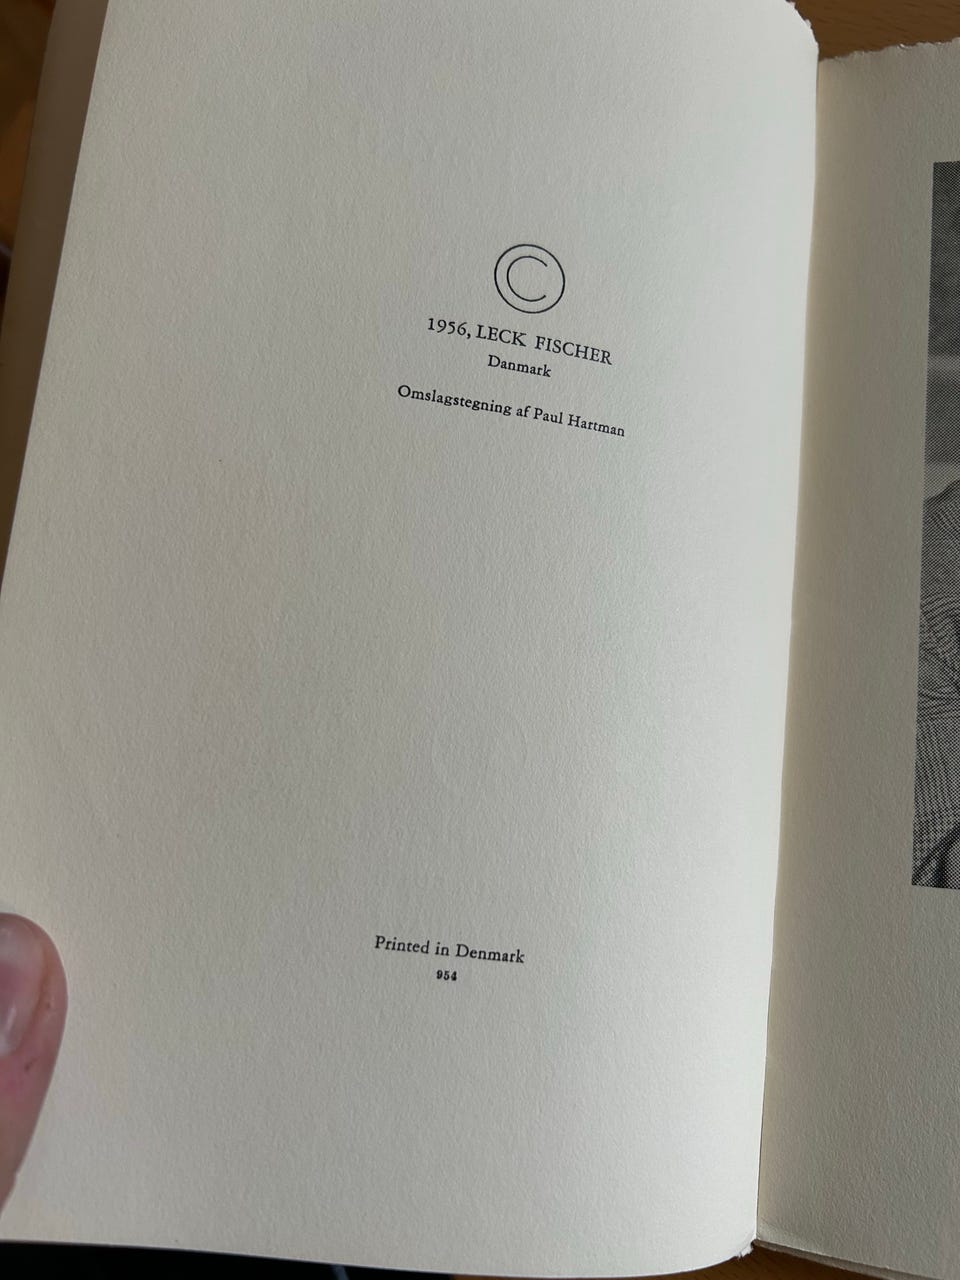 ©
1956, LECK FISCHER
Danmark
Omslagstegning af Paul Hartman
Printed in Denmark
954